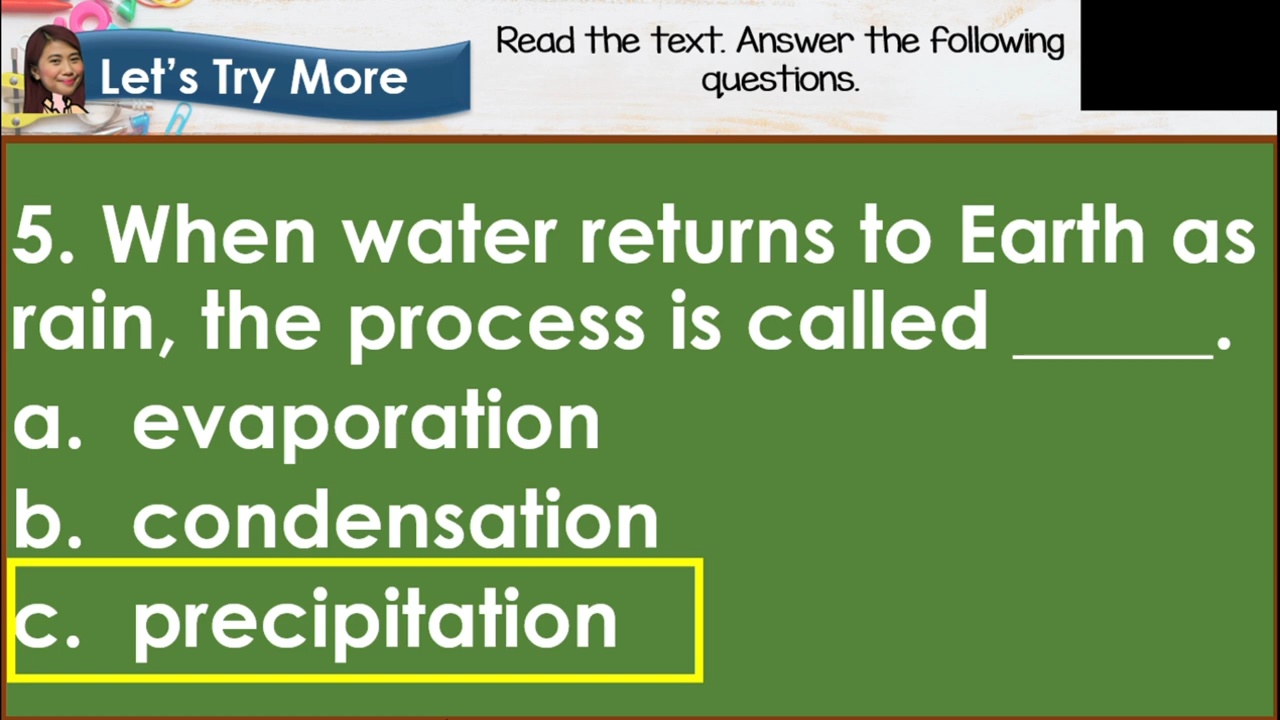 Let's Try More
Read the text. Answer the following
questions.
5. When water returns to Earth as
rain, the process is called ______.
a. evaporation
b. condensation
c. precipitation